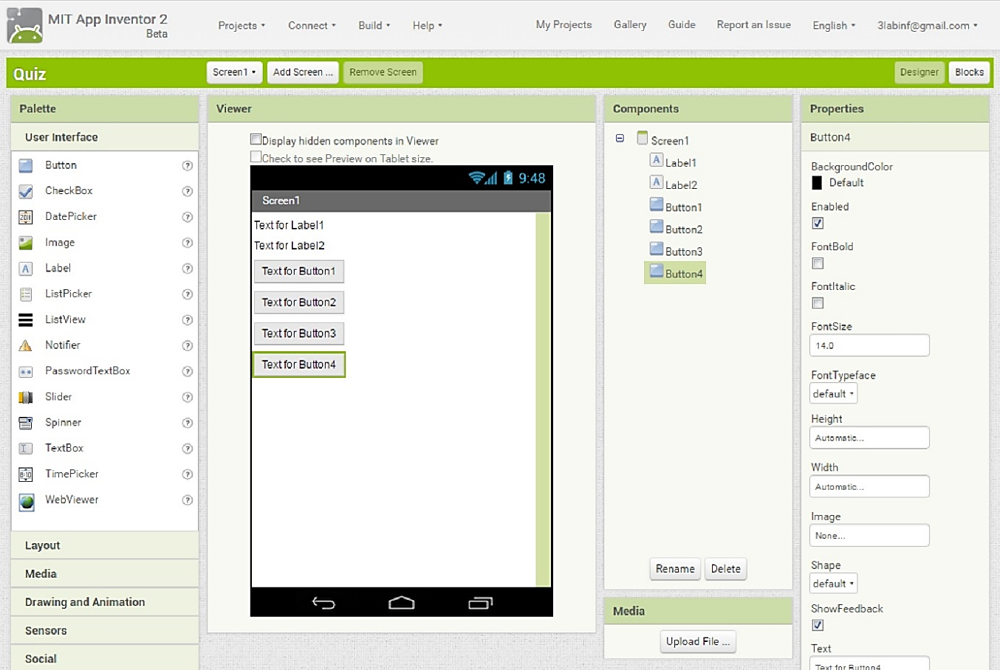 MIT App Inventor 2
Beta
Projects
Connect
Build
Help
My Projects
Gallery
Guide
Report an Issue
English
3labinf@gmail.com
Quiz
Screen1
Add Screen ...
Remove Screen
Designer
Blocks
Palette
User Interface
Button
CheckBox
DatePicker
Image
Label
ListPicker
ListView
Notifier
PasswordTextBox
Slider
Spinner
TextBox
TimePicker
WebViewer
Layout
Media
Drawing and Animation
Sensors
Social
Viewer
Display hidden components in Viewer
Check to see Preview on Tablet size.
9:48
Screen1
Text for Label1
Text for Label2
Text for Button1
Text for Button2
Text for Button3
Text for Button4
Components
Screen1
Label1
Label2
Button1
Button2
Button3
Button4
Rename
Delete
Media
Upload File ...
Properties
Button4
BackgroundColor
Default
Enabled
FontBold
FontItalic
FontSize
14.0
FontTypeface
default
Height
Automatic...
Width
Automatic...
Image
None...
Shape
default
ShowFeedback
Text
Text for Button4